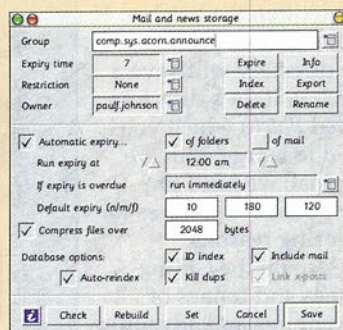 Mail and news storage
Group comp.sys.acorn.announce
Expiry time 7 Expire Info
Restriction None Index Export
Owner paulf.johnson Delete Rename
Automatic expiry... of folders of mail
Run expiry at 12:00 am
If expiry is overdue run immediately
Default expiry (n/m/f) 10 180 120
Compress files over 2048 bytes
Database options: ID index Include mail
Auto-reindex Kill dups Link x-posts
i Check Rebuild Set Cancel Save